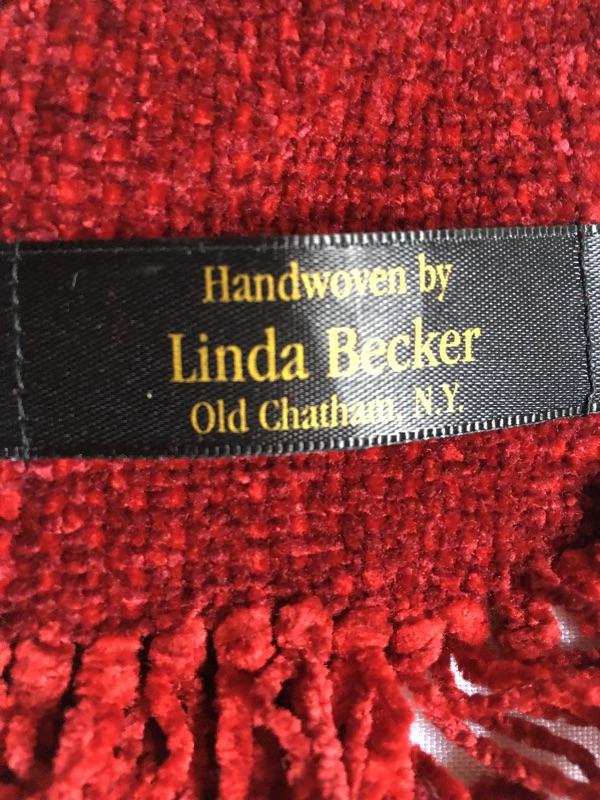 Handwoven by
Linda Becker
Old Chatham, N.Y.